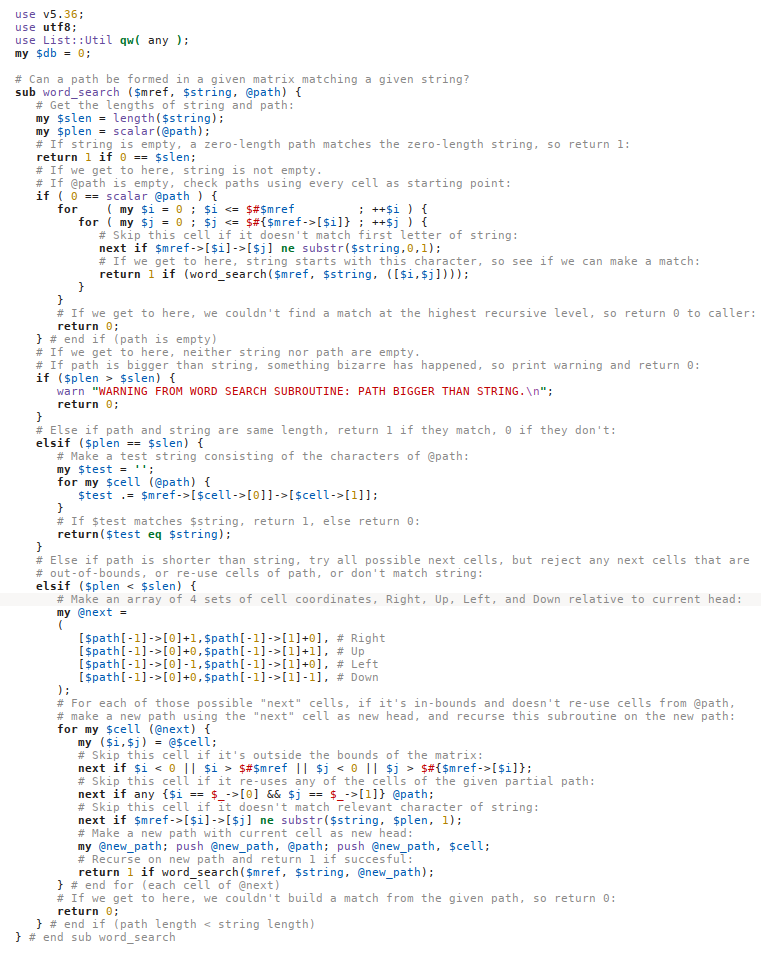 use v5.36;
use utf8;
use List::Util qw( any );
my $db = 0;

# Can a path be formed in a given matrix matching a given string?
sub word_search ($mref, $string, @path) {
   # Get the lengths of string and path:
   my $slen = length($string);
   my $plen = scalar(@path);
   # If string is empty, a zero-length path matches the zero-length string, so return 1:
   return 1 if 0 == $slen;
   # If we get to here, string is not empty.
   # If @path is empty, check paths using every cell as starting point:
   if ( 0 == scalar @path ) {
      for    ( my $i = 0 ; $i <= $#$mref         ; ++$i ) {
         for ( my $j = 0 ; $j <= $#{$mref->[$i]} ; ++$j ) {
            # Skip this cell if it doesn't match first letter of string:
            next if $mref->[$i]->[$j] ne substr($string,0,1);
            # If we get to here, string starts with this character, so see if we can make a match:
            return 1 if (word_search($mref, $string, ([$i,$j])));
         }
      }
      # If we get to here, we couldn't find a match at the highest recursive level, so return 0 to caller:
      return 0;
   } # end if (path is empty)
   # If we get to here, neither string nor path are empty.
   # If path is bigger than string, something bizarre has happened, so print warning and return 0:
   if ($plen > $slen) {
      warn "WARNING FROM WORD SEARCH SUBROUTINE: PATH BIGGER THAN STRING.\n";
      return 0;
   }
   # Else if path and string are same length, return 1 if they match, 0 if they don't:
   elsif ($plen == $slen) {
      # Make a test string consisting of the characters of @path:
      my $test = '';
      for my $cell (@path) {
         $test .= $mref->[$cell->[0]]->[$cell->[1]];
      }
      # If $test matches $string, return 1, else return 0:
      return($test eq $string);
   }
   # Else if path is shorter than string, try all possible next cells, but reject any next cells that are
   # out-of-bounds, or re-use cells of path, or don't match string:
   elsif ($plen < $slen) {
      # Make an array of 4 sets of cell coordinates, Right, Up, Left, and Down relative to current head:
      my @next =
      (
         [$path[-1]->[0]+1,$path[-1]->[1]+0], # Right
         [$path[-1]->[0]+0,$path[-1]->[1]+1], # Up
         [$path[-1]->[0]-1,$path[-1]->[1]+0], # Left
         [$path[-1]->[0]+0,$path[-1]->[1]-1], # Down
      );
      # For each of those possible "next" cells, if it's in-bounds and doesn't re-use cells from @path,
      # make a new path using the "next" cell as new head, and recurse this subroutine on the new path:
      for my $cell (@next) {
         my ($i,$j) = @$cell;
         # Skip this cell if it's outside the bounds of the matrix:
         next if $i < 0 || $i > $#$mref || $j < 0 || $j > $#{$mref->[$i]};
         # Skip this cell if it re-uses any of the cells of the given partial path:
         next if any {$i == $_->[0] && $j == $_->[1]} @path;
         # Skip this cell if it doesn't match relevant character of string:
         next if $mref->[$i]->[$j] ne substr($string, $plen, 1);
         # Make a new path with current cell as new head:
         my @new_path; push @new_path, @path; push @new_path, $cell;
         # Recurse on new path and return 1 if succesful:
         return 1 if word_search($mref, $string, @new_path);
      } # end for (each cell of @next)
      # If we get to here, we couldn't build a match from the given path, so return 0:
      return 0;
   } # end if (path length < string length)
} # end sub word_search